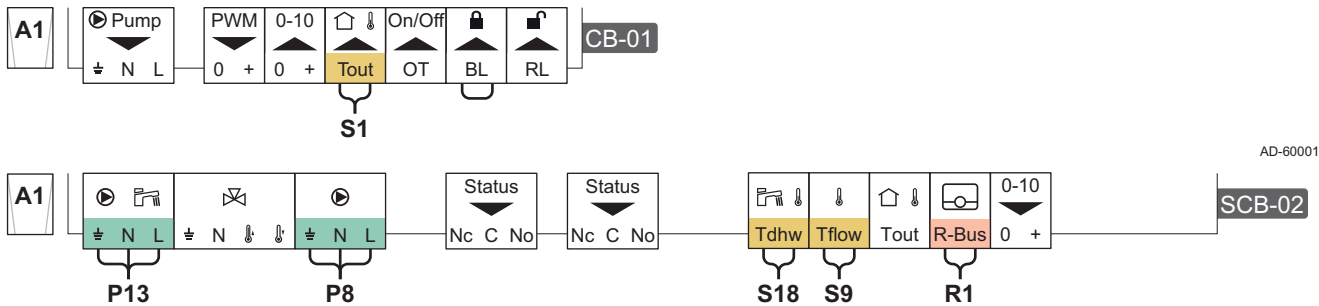 A1
Pump PWM 0-10 On/Off
CB-01
N L 0 + 0 + Tout OT BL RL
S1
AD-60001
A1
Status Status 0-10
SCB-02
N L N N L Nc C No Nc C No Tdhw Tflow Tout R-Bus 0 +
P13 P8 S18 S9 R1